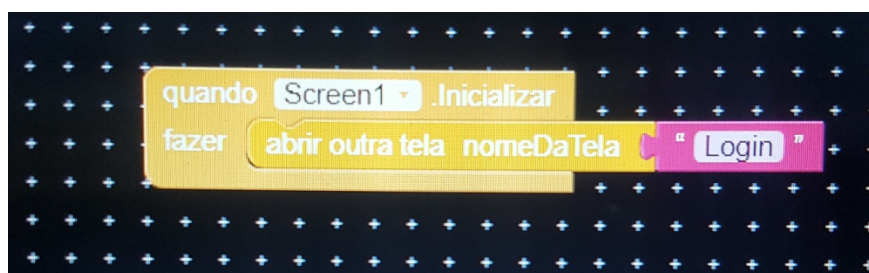 quando Screen1 .Inicializar
fazer abrir outra tela nomeDaTela " Login "